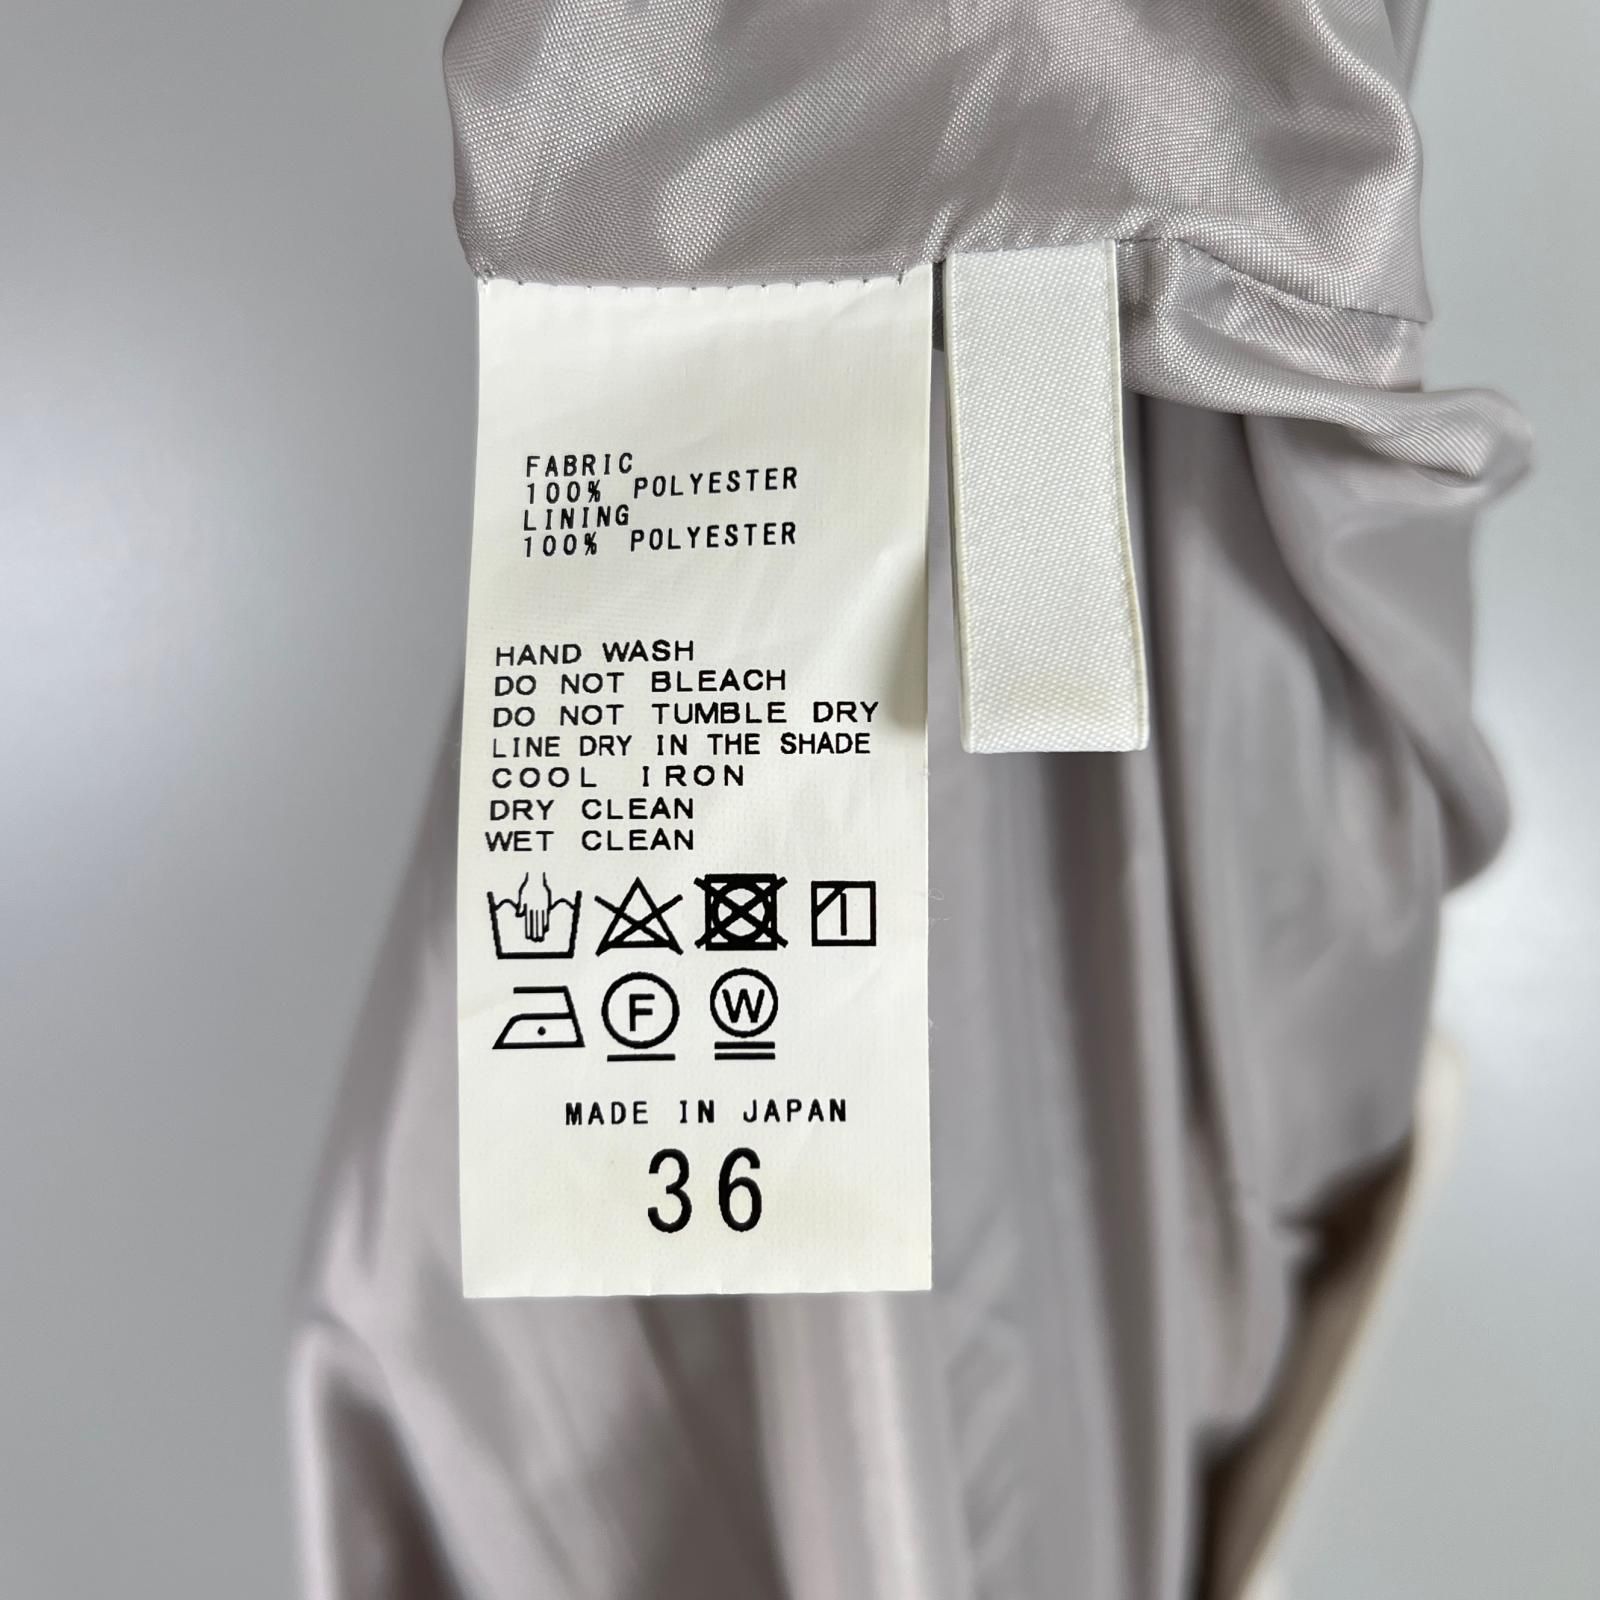 FABRIC
100% POLYESTER
LINING
100% POLYESTER
HAND WASH
DO NOT BLEACH
DO NOT TUMBLE DRY
LINE DRY IN THE SHADE
COOL IRON
DRY CLEAN
WET CLEAN
F W
MADE IN JAPAN
36